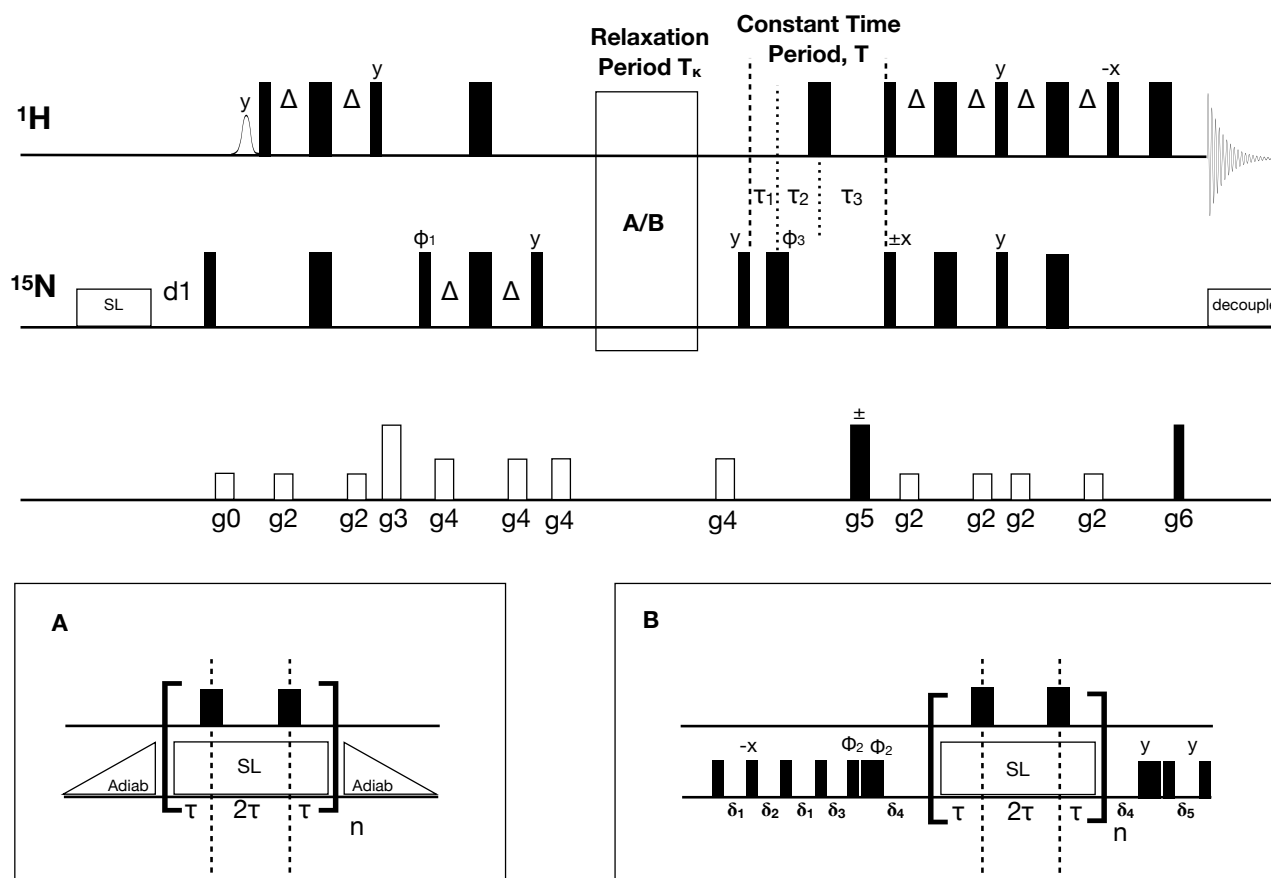 Relaxation
Period Tκ
Constant Time
Period, T
¹H
y
Δ
Δ
y
y
Δ
Δ
Δ
Δ
-x
A/B
τ1
τ2
τ3
¹⁵N
SL
d1
Φ1
Δ
Δ
y
y
Φ3
±x
y
decouple
±
g0
g2
g2
g3
g4
g4
g4
g4
g5
g2
g2
g2
g2
g6
A
Adiab
SL
Adiab
τ
2τ
τ
n
B
-x
Φ2
Φ2
SL
y
y
δ1
δ2
δ1
δ3
δ4
τ
2τ
τ
n
δ4
δ5